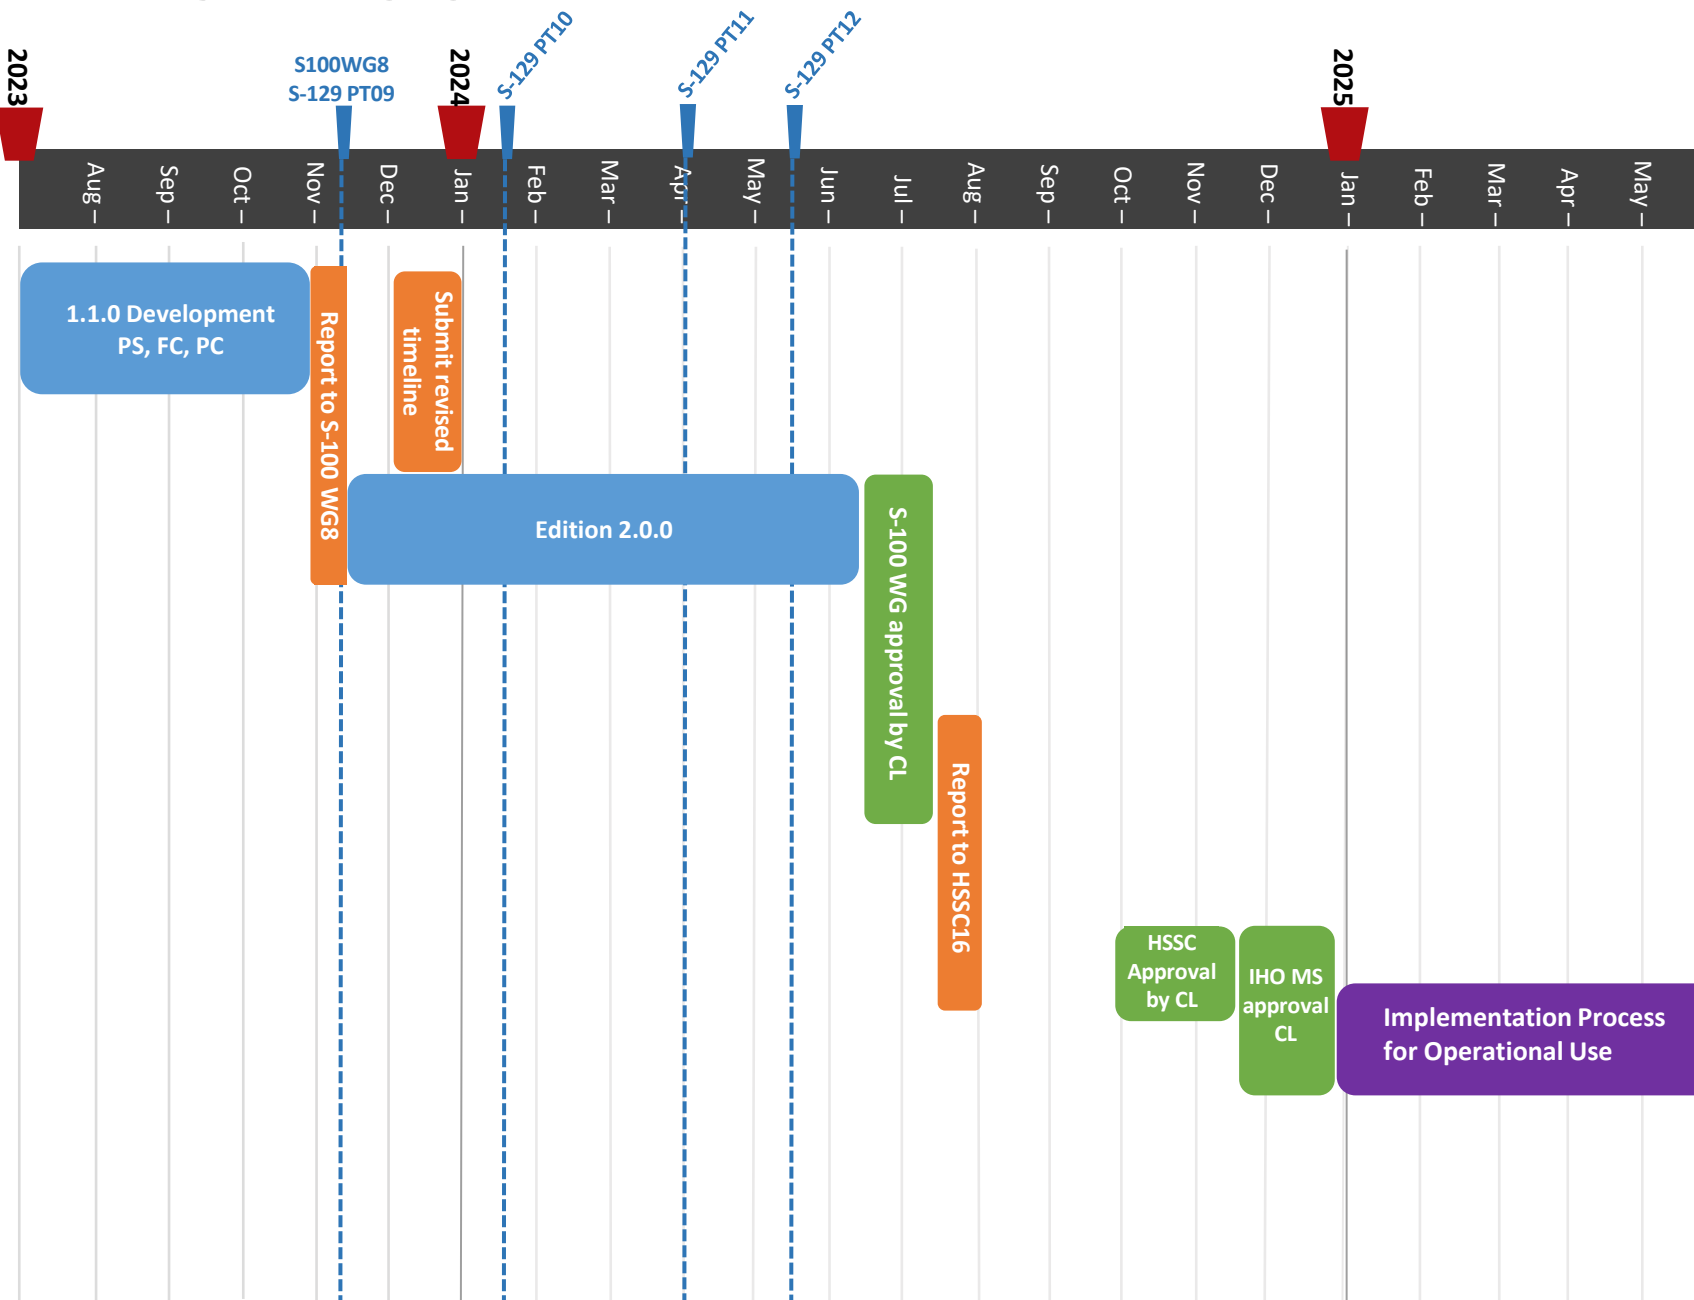 2023
S100WG8
S-129 PT09
2024
S-129 PT10
S-129 PT11
S-129 PT12
2025
Aug
Sep
Oct
Nov
Dec
Jan
Feb
Mar
Apr
May
Jun
Jul
Aug
Sep
Oct
Nov
Dec
Jan
Feb
Mar
Apr
May
1.1.0 Development
PS, FC, PC
Report to S-100 WG8
Submit revised
timeline
Edition 2.0.0
S-100 WG approval by CL
Report to HSSC16
HSSC
Approval
by CL
IHO MS
approval
CL
Implementation Process
for Operational Use